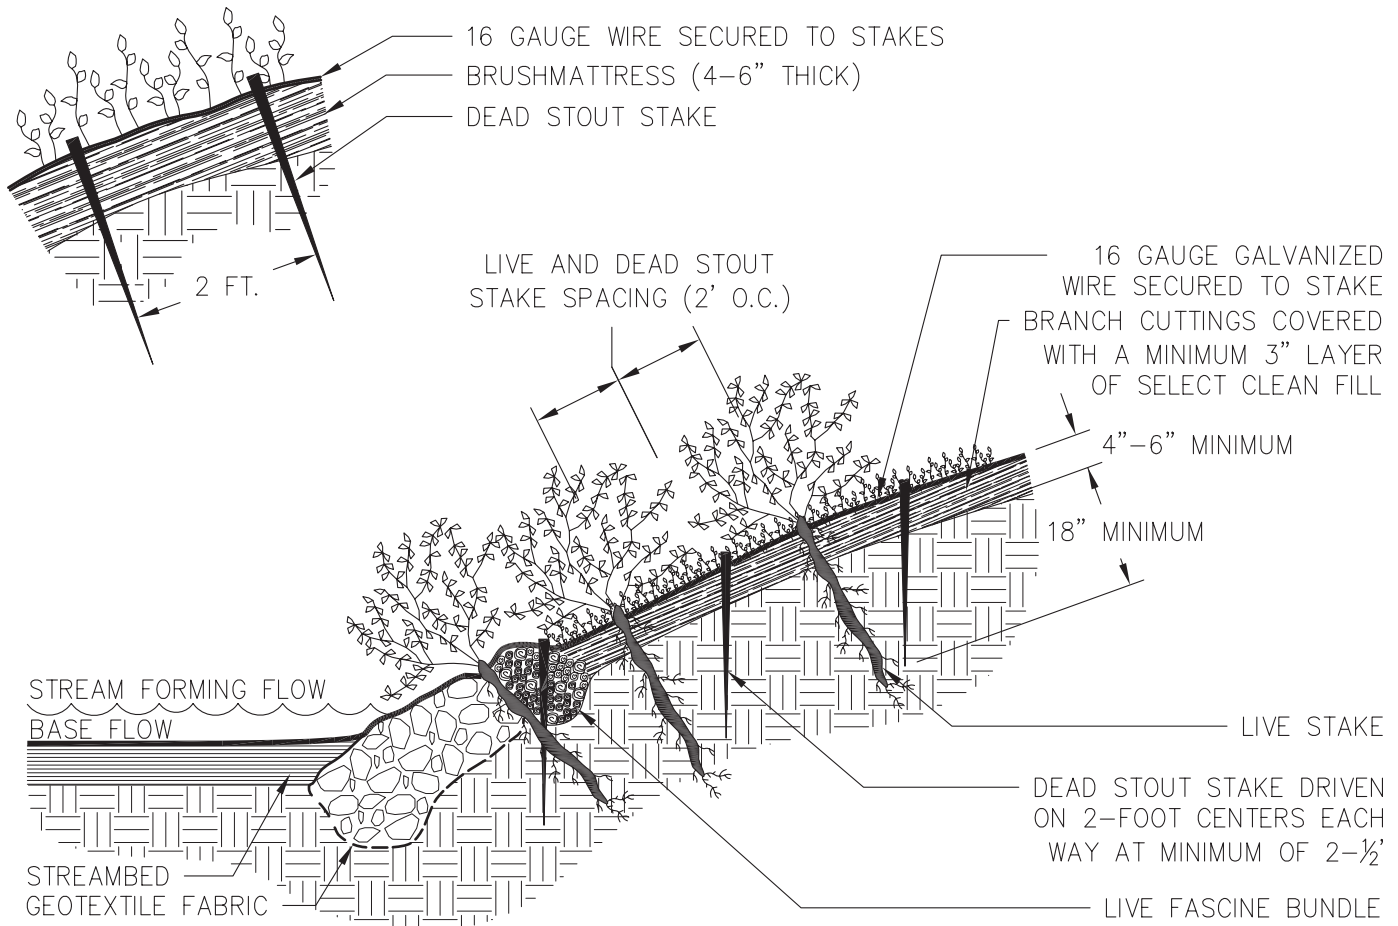 16 GAUGE WIRE SECURED TO STAKES
BRUSHMATTRESS (4–6” THICK)
DEAD STOUT STAKE
2 FT.
LIVE AND DEAD STOUT
STAKE SPACING (2’ O.C.)
16 GAUGE GALVANIZED
WIRE SECURED TO STAKE
BRANCH CUTTINGS COVERED
WITH A MINIMUM 3” LAYER
OF SELECT CLEAN FILL
4”–6” MINIMUM
18” MINIMUM
STREAM FORMING FLOW
BASE FLOW
LIVE STAKE
DEAD STOUT STAKE DRIVEN
ON 2–FOOT CENTERS EACH
WAY AT MINIMUM OF 2–½’
STREAMBED
GEOTEXTILE FABRIC
LIVE FASCINE BUNDLE